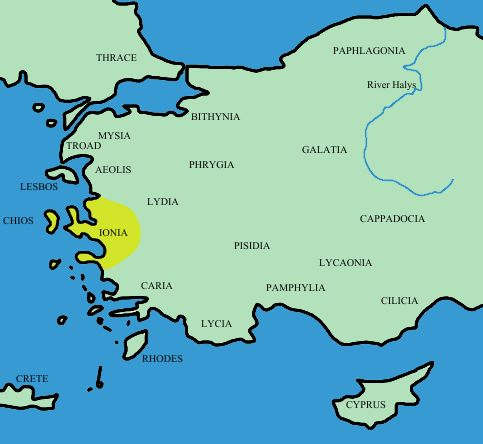 PAPHLAGONIA
THRACE
River Halys
BITHYNIA
MYSIA
TROAD
GALATIA
PHRYGIA
AEOLIS
LESBOS
LYDIA
CHIOS
CAPPADOCIA
IONIA
PISIDIA
LYCAONIA
CARIA
PAMPHYLIA
CILICIA
LYCIA
RHODES
CRETE
CYPRUS